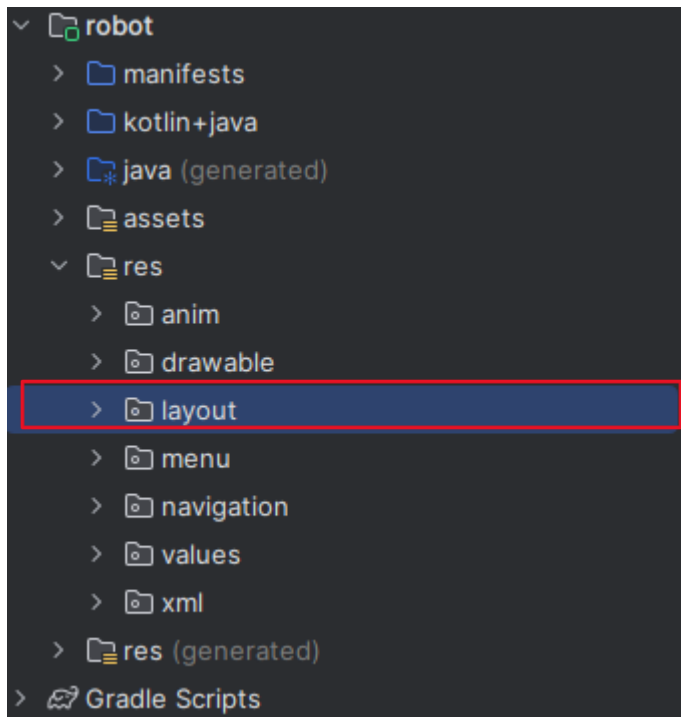 robot
manifests
kotlin+java
java (generated)
assets
res
anim
drawable
layout
menu
navigation
values
xml
res (generated)
Gradle Scripts